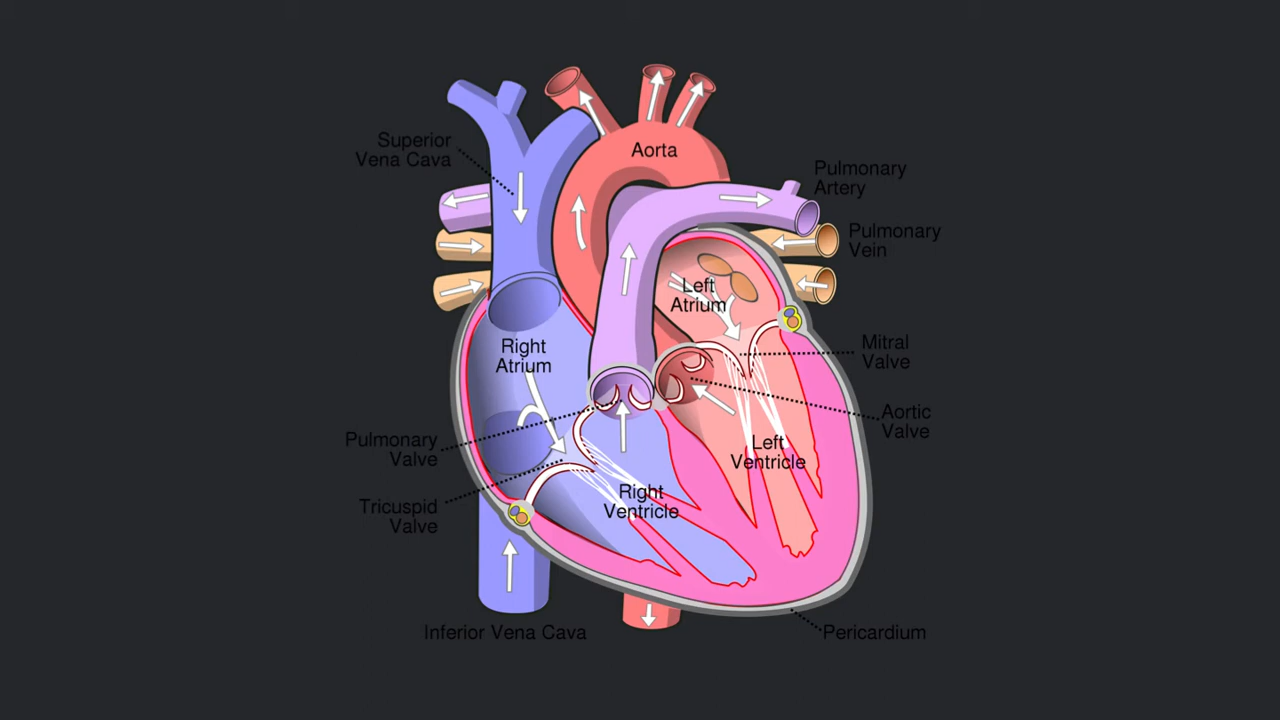 Superior
Vena Cava
Aorta
Pulmonary
Artery
Pulmonary
Vein
Left
Atrium
Right
Atrium
Mitral
Valve
Aortic
Valve
Pulmonary
Valve
Left
Ventricle
Right
Ventricle
Tricuspid
Valve
Inferior Vena Cava
Pericardium